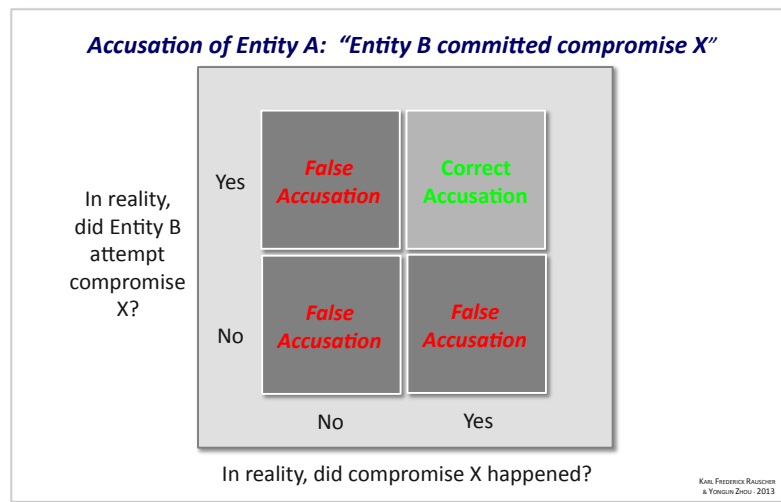 Accusation of Entity A: “Entity B committed compromise X”
False
Accusation
Correct
Accusation
Yes
In reality,
did Entity B
attempt
compromise
X?
False
Accusation
False
Accusation
No
No
Yes
In reality, did compromise X happened?
KARL FREDERICK RAUSCHER
& YONGLIN ZHOU - 2013